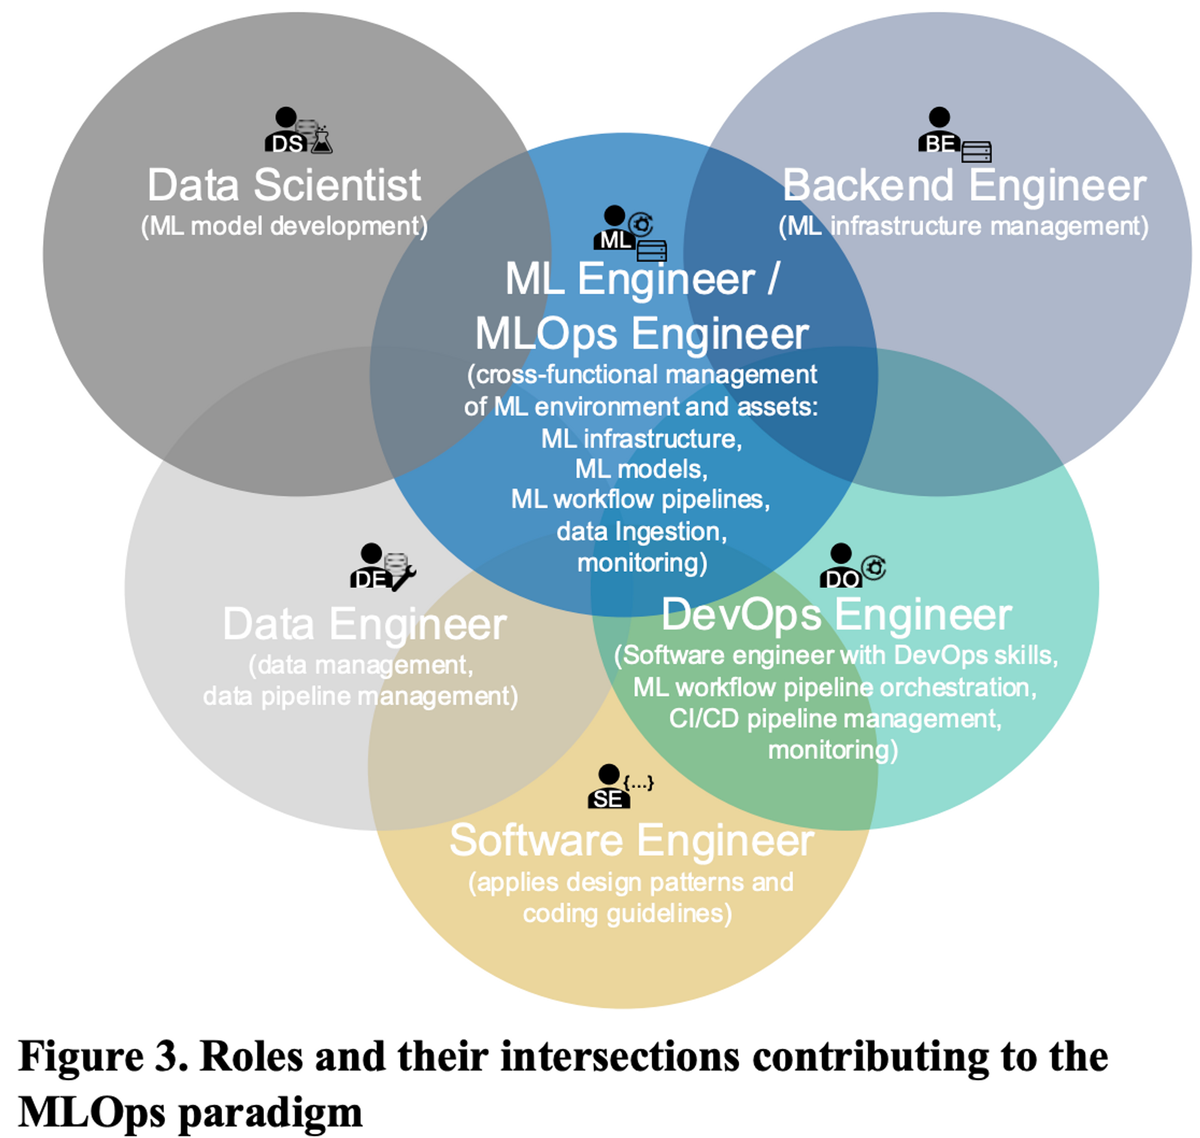 DS
Data Scientist
(ML model development)
BE
Backend Engineer
(ML infrastructure management)
ML
ML Engineer /
MLOps Engineer
(cross-functional management
of ML environment and assets:
ML infrastructure,
ML models,
ML workflow pipelines,
data Ingestion,
monitoring)
DE
Data Engineer
(data management,
data pipeline management)
DO
DevOps Engineer
(Software engineer with DevOps skills,
ML workflow pipeline orchestration,
CI/CD pipeline management,
monitoring)
SE {...}
Software Engineer
(applies design patterns and
coding guidelines)
Figure 3. Roles and their intersections contributing to the
MLOps paradigm